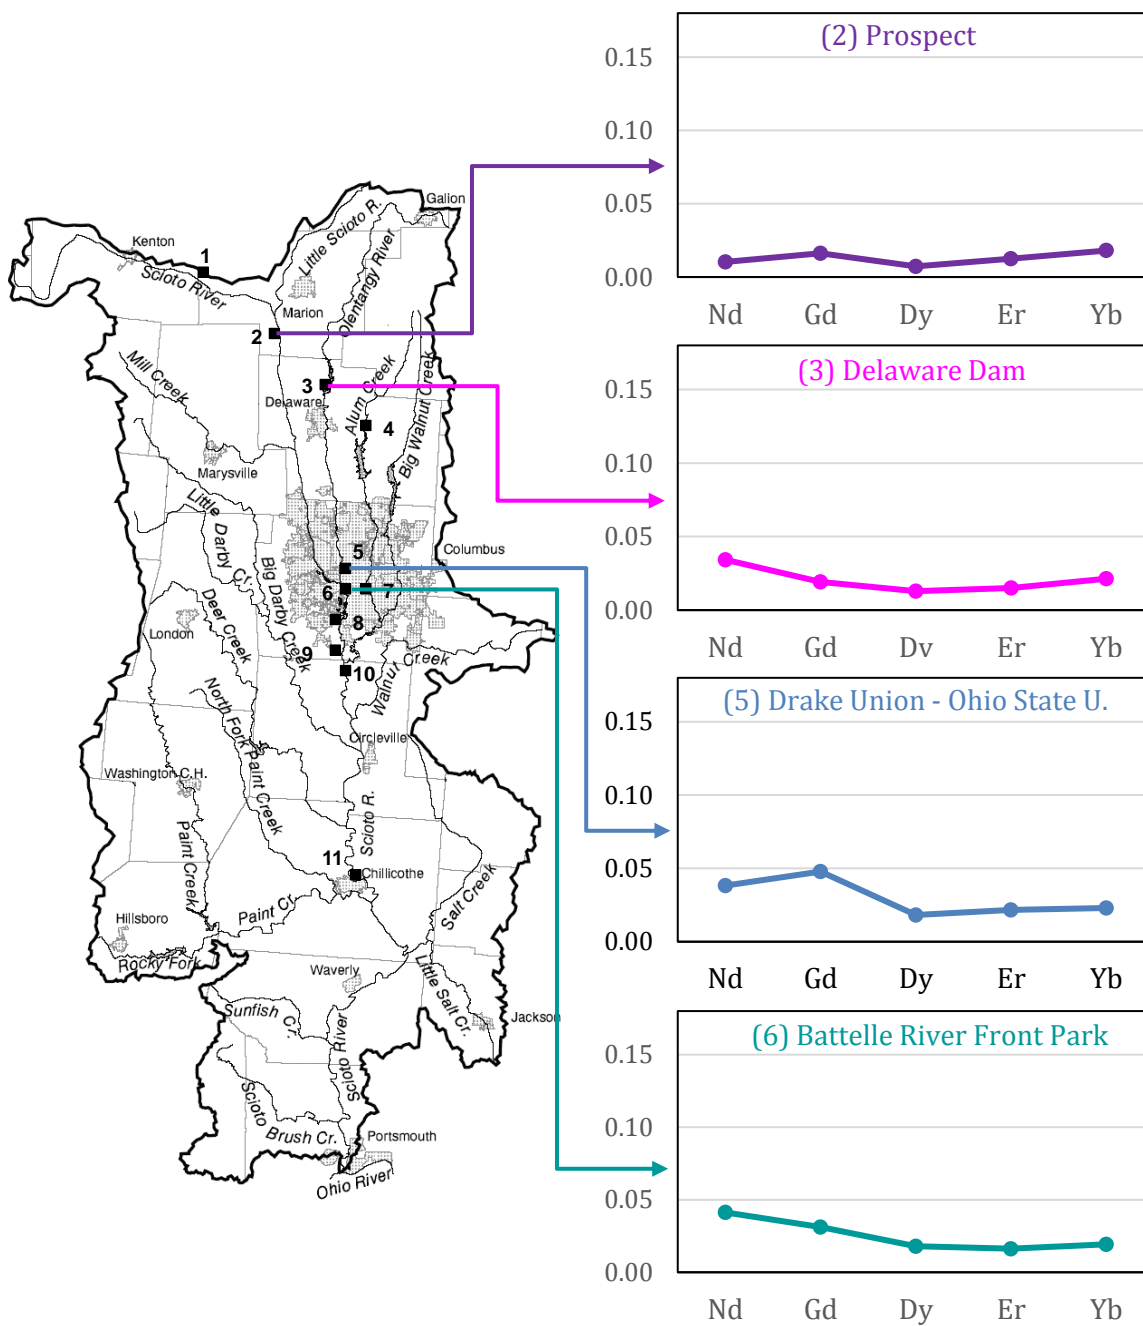 Galion
Little Scioto R.
Olentangy River
Kenton
1
Scioto River
Marion
2
Mill Creek
3
Delaware
Alum Creek
4
Big Walnut Creek
Marysville
Little Darby Cr.
Big Darby Creek
5
Columbus
6
7
Deer Creek
London
8
9
10
Walnut Creek
North Fork Paint Creek
Circleville
Washington C.H.
Paint Creek
Scioto R.
11
Chillicothe
Salt Creek
Paint Cr.
Hillsboro
Rocky Fork
Waverly
Little Salt Cr.
Jackson
Sunfish Cr.
Scioto River
Scioto Brush Cr.
Portsmouth
Ohio River
(2) Prospect
0.15
0.10
0.05
0.00
Nd Gd Dy Er Yb
(3) Delaware Dam
0.15
0.10
0.05
0.00
Nd Gd Dy Er Yb
(5) Drake Union - Ohio State U.
0.15
0.10
0.05
0.00
Nd Gd Dy Er Yb
(6) Battelle River Front Park
0.15
0.10
0.05
0.00
Nd Gd Dy Er Yb